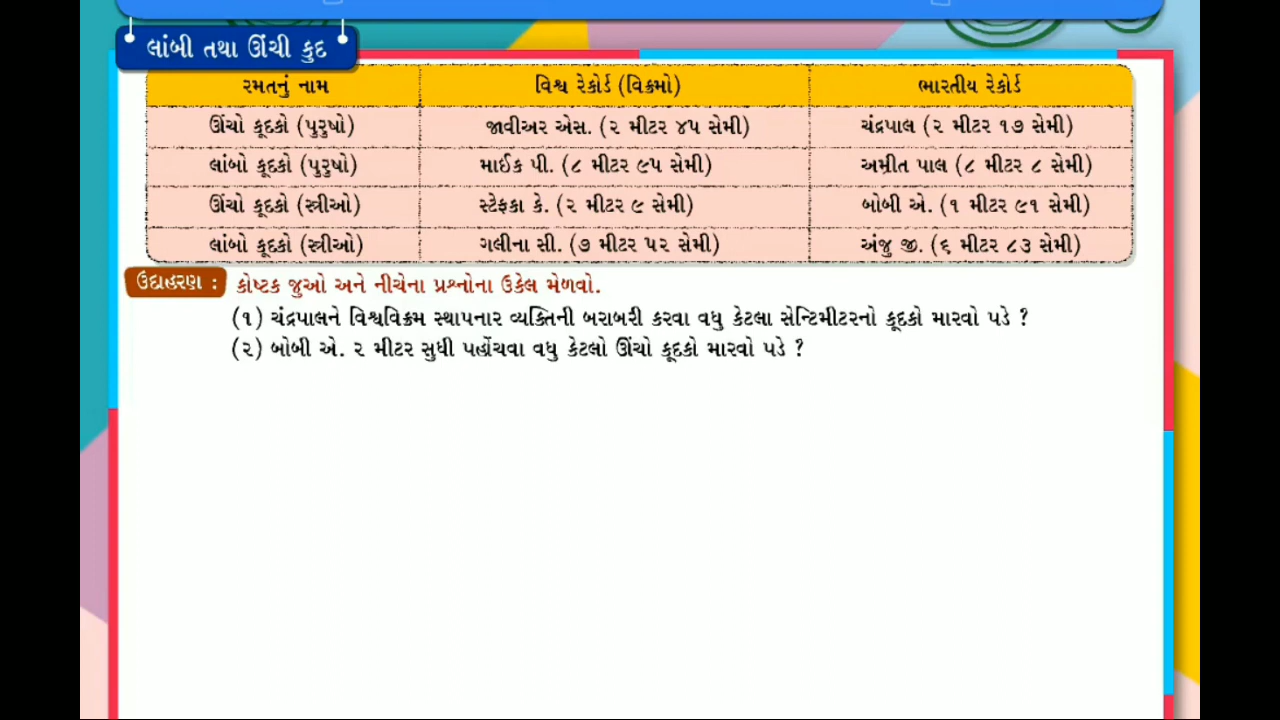 લાંબી તથા ઊંચી કુદ
રમતનું નામ વિશ્વ રેકોર્ડ (વિક્રમો) ભારતીય રેકોર્ડ
ઊંચો કૂદકો (પુરુષો) જાવીઅર એસ. (૨ મીટર ૪૫ સેમી) ચંદ્રપાલ (૨ મીટર ૧૭ સેમી)
લાંબો કૂદકો (પુરુષો) માઈક પી. (૮ મીટર ૯૫ સેમી) અમ્રીત પાલ (૮ મીટર ૮ સેમી)
ઊંચો કૂદકો (સ્ત્રીઓ) સ્ટેફકા કે. (૨ મીટર ૯ સેમી) બોબી એ. (૧ મીટર ૯૧ સેમી)
લાંબો કૂદકો (સ્ત્રીઓ) ગલીના સી. (૭ મીટર ૫૨ સેમી) અંજુ જી. (૬ મીટર ૮૩ સેમી)
ઉદાહરણ : કોષ્ટક જુઓ અને નીચેના પ્રશ્નોના ઉકેલ મેળવો.
(૧) ચંદ્રપાલને વિશ્વવિક્રમ સ્થાપનાર વ્યક્તિની બરાબરી કરવા વધુ કેટલા સેન્ટિમીટરનો કૂદકો મારવો પડે ?
(૨) બોબી એ. ૨ મીટર સુધી પહોંચવા વધુ કેટલો ઊંચો કૂદકો મારવો પડે ?